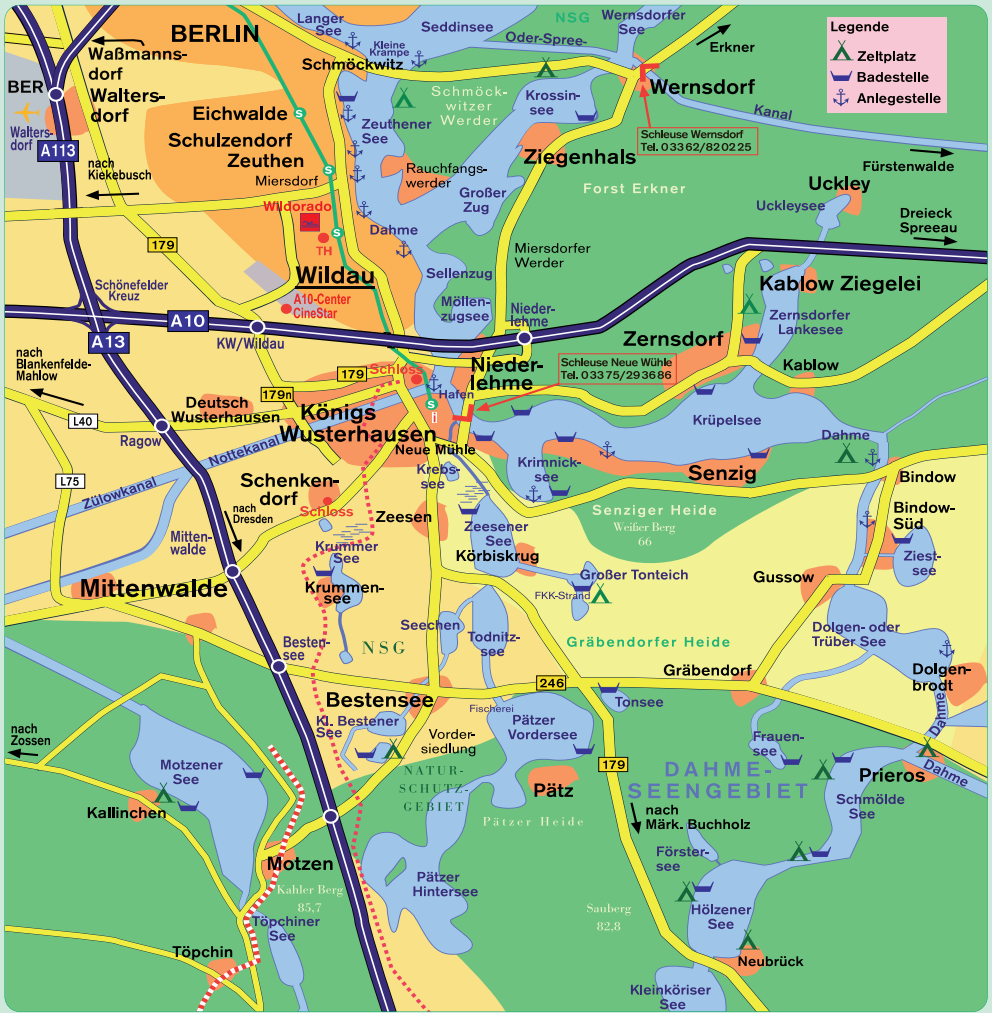 Langer
See
Seddinsee
NSG
Wernsdorfer
See
Legende
Zeltplatz
Badestelle
Anlegestelle
BERLIN
Kleine
Krampe
Oder-Spree-
Erkner
Waßmanns-
dorf
Schmöckwitz
BER
Walters-
dorf
Walters-
dorf
A113
Eichwalde
S
Schulzendorf
Zeuthen
Miersdorf
S
Zeuthener
See
Schmöck-
witzer
Werder
Krossin-
see
Wernsdorf
Kanal
Schleuse Wernsdorf
Tel. 03362/820225
Ziegenhals
Fürstenwalde
nach
Kiekebusch
Rauchfangs-
werder
Großer
Zug
Forst Erkner
Uckley
Uckleysee
Wildorado
TH
S
Dahme
179
Dreieck
Spreeau
Miersdorfer
Werder
Wildau
Sellenzug
Schönefelder
Kreuz
A10-Center
CineStar
Möllen-
zugsee
Nieder-
lehme
Kablow Ziegelei
Zernsdorfer
Lankesee
A10
A13
KW/Wildau
Zernsdorf
nach
Blankenfelde-
Mahlow
179
Schloss
Nieder-
lehme
Schleuse Neue Wühle
Tel. 03375/293686
Kablow
179n
Hafen
S
i
Deutsch
Wusterhausen
L40
Ragow
Königs
Wusterhausen
Neue Mühle
Krüpelsee
Dahme
Nottekanal
Krebs-
see
Krimnick-
see
Senzig
Bindow
L75
Zülowkanal
Schenken-
dorf
Schloss
nach
Dresden
Zeesen
Zeesener
See
Senziger Heide
Weißer Berg
66
Bindow-
Süd
Ziest-
see
Mitten-
walde
Krummer
See
Körbiskrug
Mittenwalde
Krummen-
see
Großer Tonteich
FKK-Strand
Gussow
Besten-
see
NSG
Seechen
Todnitz-
see
Gräbendorfer Heide
Dolgen- oder
Trüber See
Gräbendorf
Dolgen-
brodt
Bestensee
246
Tonsee
Fischerei
Kl. Bestener
See
Vorder-
siedlung
Pätzer
Vordersee
Dahme
nach
Zossen
Frauen-
see
Dahme
Motzener
See
NATUR-
SCHUTZ-
GEBIET
179
DAHME-
SEENGEBIET
Prieros
Schmölde
See
Kallinchen
Pätz
Pätzer Heide
nach
Märk. Buchholz
Förster-
see
Motzen
Kahler Berg
85,7
Pätzer
Hintersee
Sauberg
82,8
Hölzener
See
Töpchiner
See
Töpchin
Neubrück
Kleinköriser
See